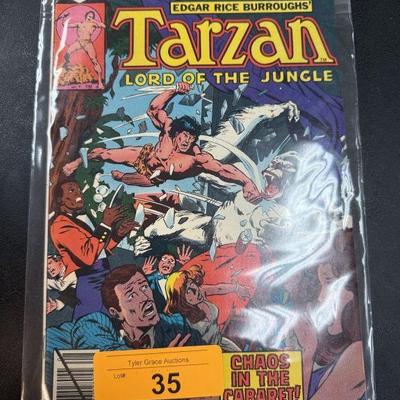 EDGAR RICE BURROUGHS'
Tarzan
LORD OF THE JUNGLE
Tyler Grace Auctions
Lot#:
35
CHAOS
IN THE
CABARET!